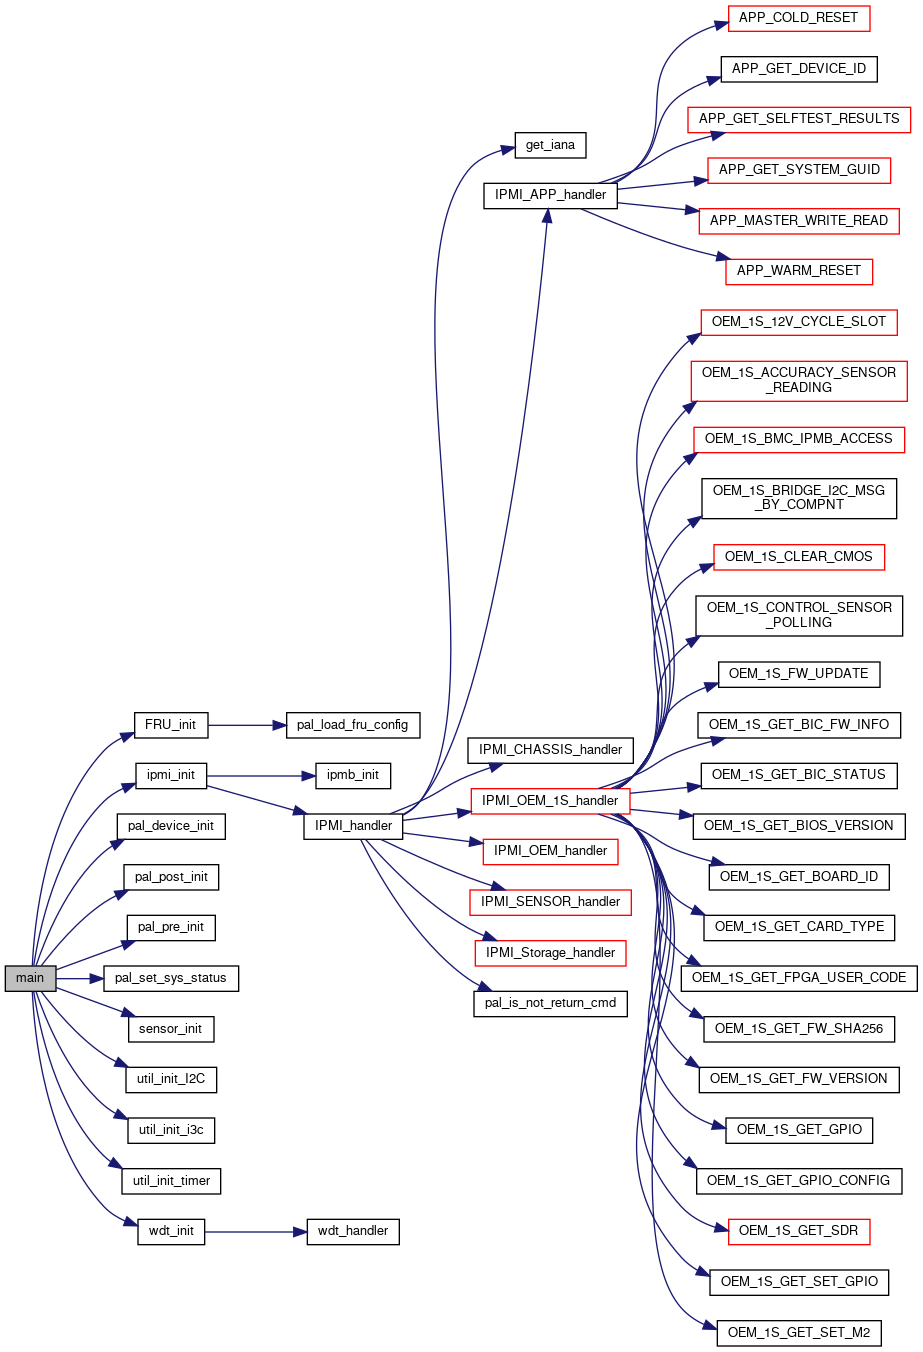 APP_COLD_RESET
APP_GET_DEVICE_ID
APP_GET_SELFTEST_RESULTS
get_iana
APP_GET_SYSTEM_GUID
IPMI_APP_handler
APP_MASTER_WRITE_READ
APP_WARM_RESET
OEM_1S_12V_CYCLE_SLOT
OEM_1S_ACCURACY_SENSOR
_READING
OEM_1S_BMC_IPMB_ACCESS
OEM_1S_BRIDGE_I2C_MSG
_BY_COMPNT
OEM_1S_CLEAR_CMOS
OEM_1S_CONTROL_SENSOR
_POLLING
OEM_1S_FW_UPDATE
FRU_init
pal_load_fru_config
OEM_1S_GET_BIC_FW_INFO
IPMI_CHASSIS_handler
ipmi_init
ipmb_init
OEM_1S_GET_BIC_STATUS
IPMI_OEM_1S_handler
pal_device_init
IPMI_handler
OEM_1S_GET_BIOS_VERSION
IPMI_OEM_handler
pal_post_init
OEM_1S_GET_BOARD_ID
IPMI_SENSOR_handler
pal_pre_init
OEM_1S_GET_CARD_TYPE
IPMI_Storage_handler
main
pal_set_sys_status
OEM_1S_GET_FPGA_USER_CODE
pal_is_not_return_cmd
sensor_init
OEM_1S_GET_FW_SHA256
util_init_I2C
OEM_1S_GET_FW_VERSION
util_init_i3c
OEM_1S_GET_GPIO
util_init_timer
OEM_1S_GET_GPIO_CONFIG
wdt_init
wdt_handler
OEM_1S_GET_SDR
OEM_1S_GET_SET_GPIO
OEM_1S_GET_SET_M2